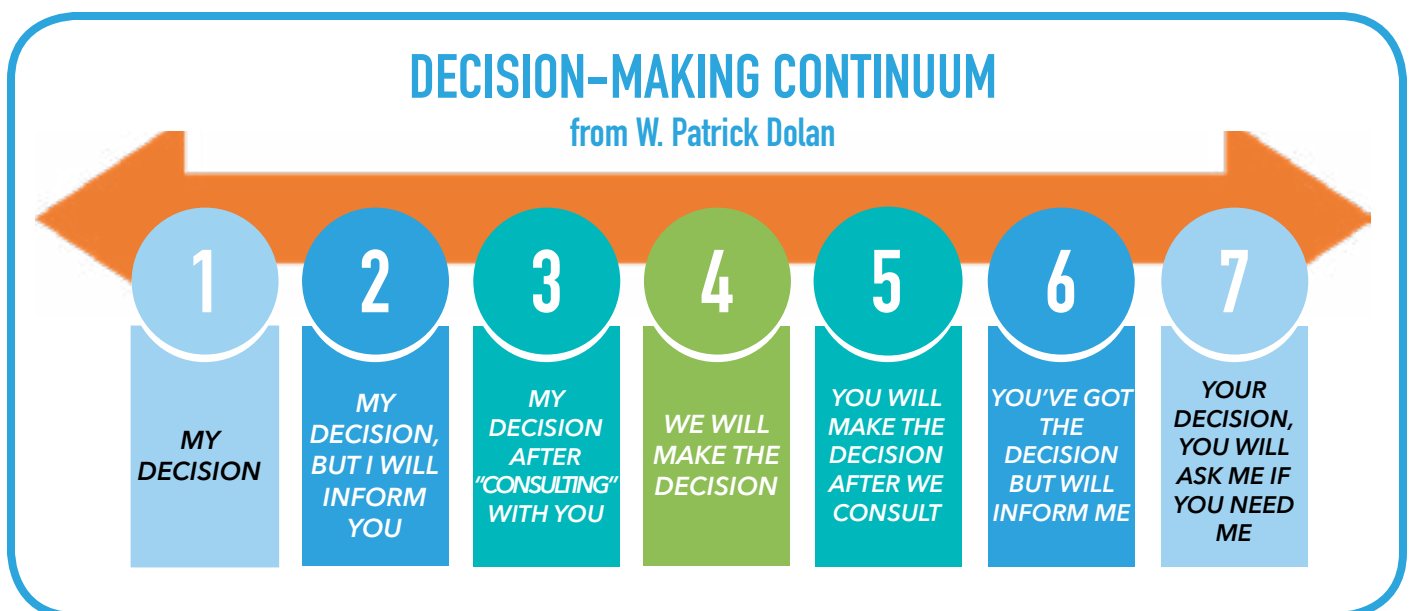 DECISION-MAKING CONTINUUM
from W. Patrick Dolan
1
MY
DECISION
2
MY
DECISION,
BUT I WILL
INFORM
YOU
3
MY
DECISION
AFTER
"CONSULTING"
WITH YOU
4
WE WILL
MAKE THE
DECISION
5
YOU WILL
MAKE THE
DECISION
AFTER WE
CONSULT
6
YOU'VE GOT
THE
DECISION
BUT WILL
INFORM ME
7
YOUR
DECISION,
YOU WILL
ASK ME IF
YOU NEED
ME